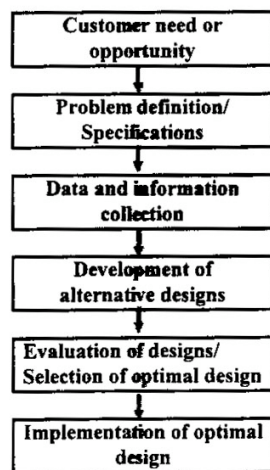 Customer need or
opportunity
Problem definition/
Specifications
Data and information
collection
Development of
alternative designs
Evaluation of designs/
Selection of optimal design
Implementation of optimal
design